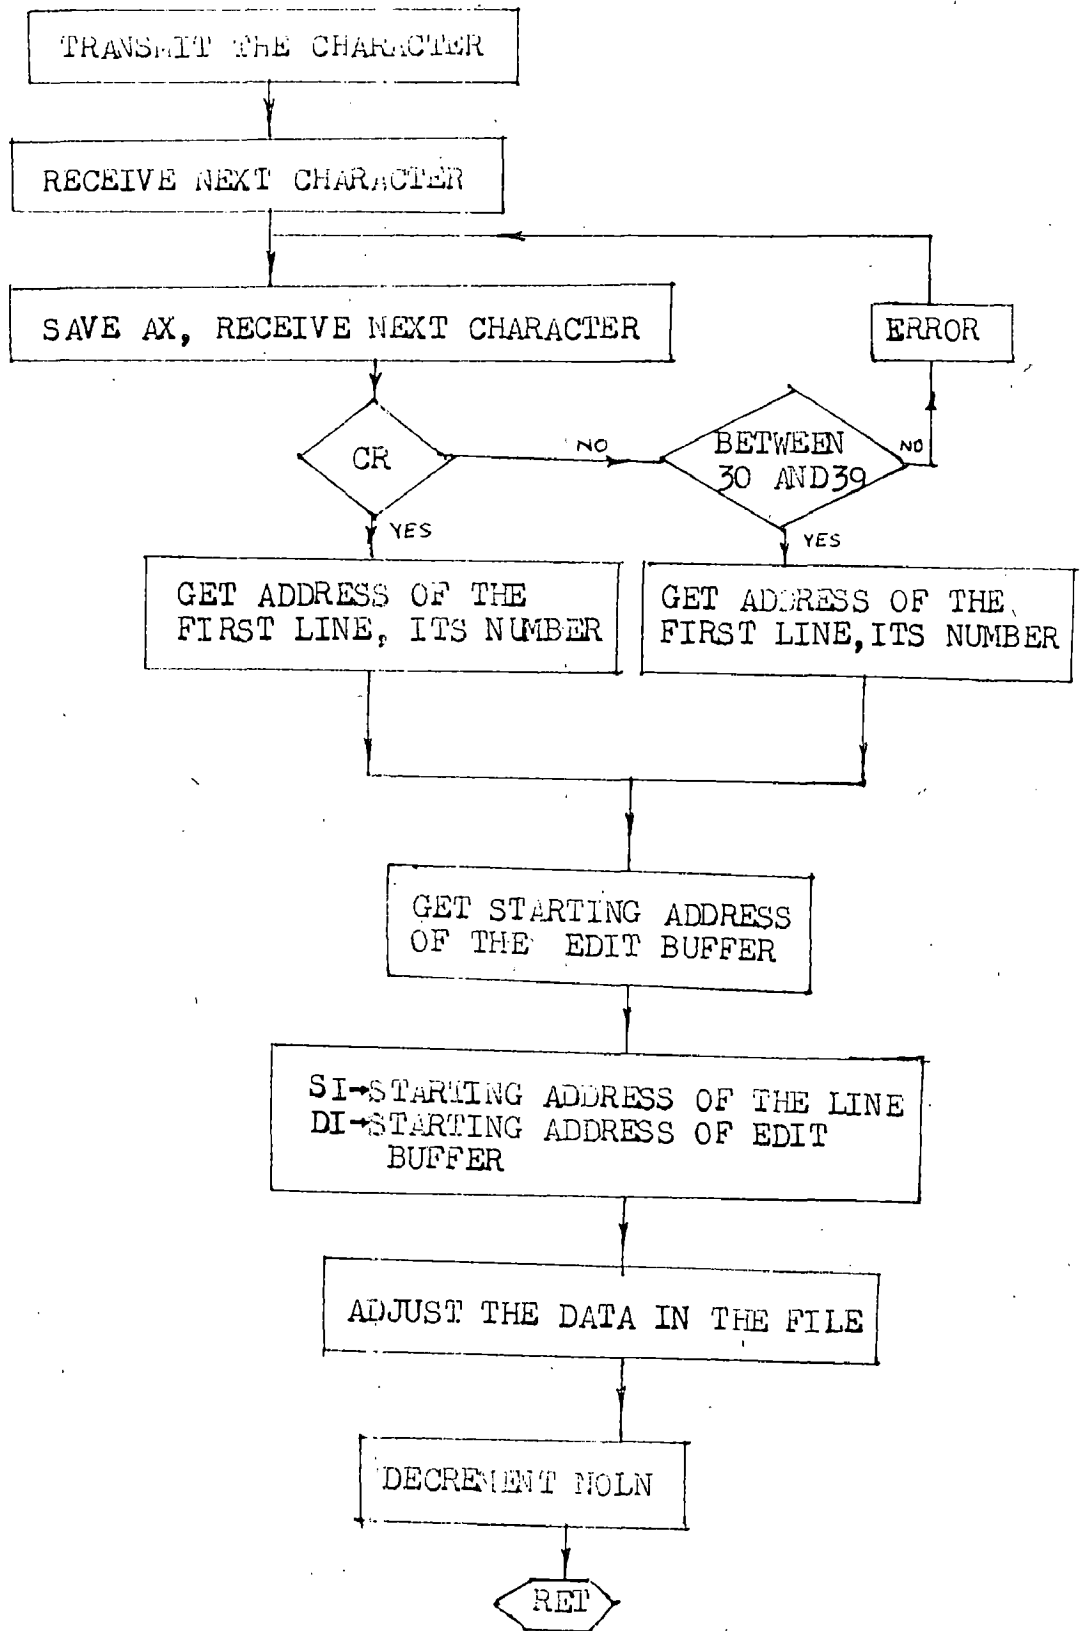 TRANSMIT THE CHARACTER
RECEIVE NEXT CHARACTER
SAVE AX, RECEIVE NEXT CHARACTER
ERROR
CR
NO
BETWEEN
30 AND39
NO
YES
YES
GET ADDRESS OF THE
FIRST LINE, ITS NUMBER
GET ADDRESS OF THE
FIRST LINE,ITS NUMBER
GET STARTING ADDRESS
OF THE EDIT BUFFER
SI→STARTING ADDRESS OF THE LINE
DI→STARTING ADDRESS OF EDIT
BUFFER
ADJUST THE DATA IN THE FILE
DECREMENT NOLN
RET